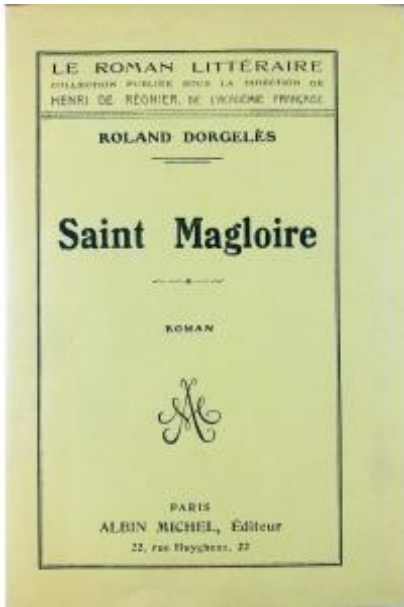 LE ROMAN LITTÉRAIRE
COLLECTION PUBLIÉE SOUS LA DIRECTION DE
HENRI DE RÉGNIER, DE L'ACADÉMIE FRANÇAISE
ROLAND DORGELÈS
Saint Magloire
ROMAN
AM
PARIS
ALBIN MICHEL, Éditeur
22, rue Huyghens, 22